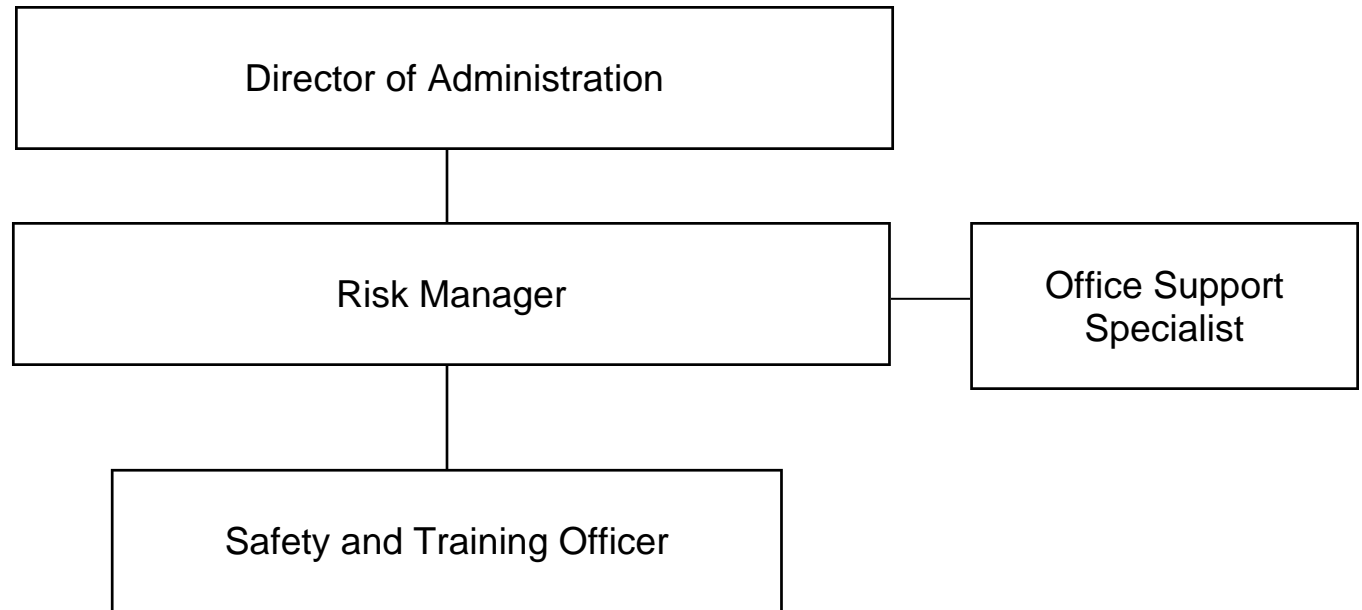 Director of Administration
Risk Manager
Office Support
Specialist
Safety and Training Officer